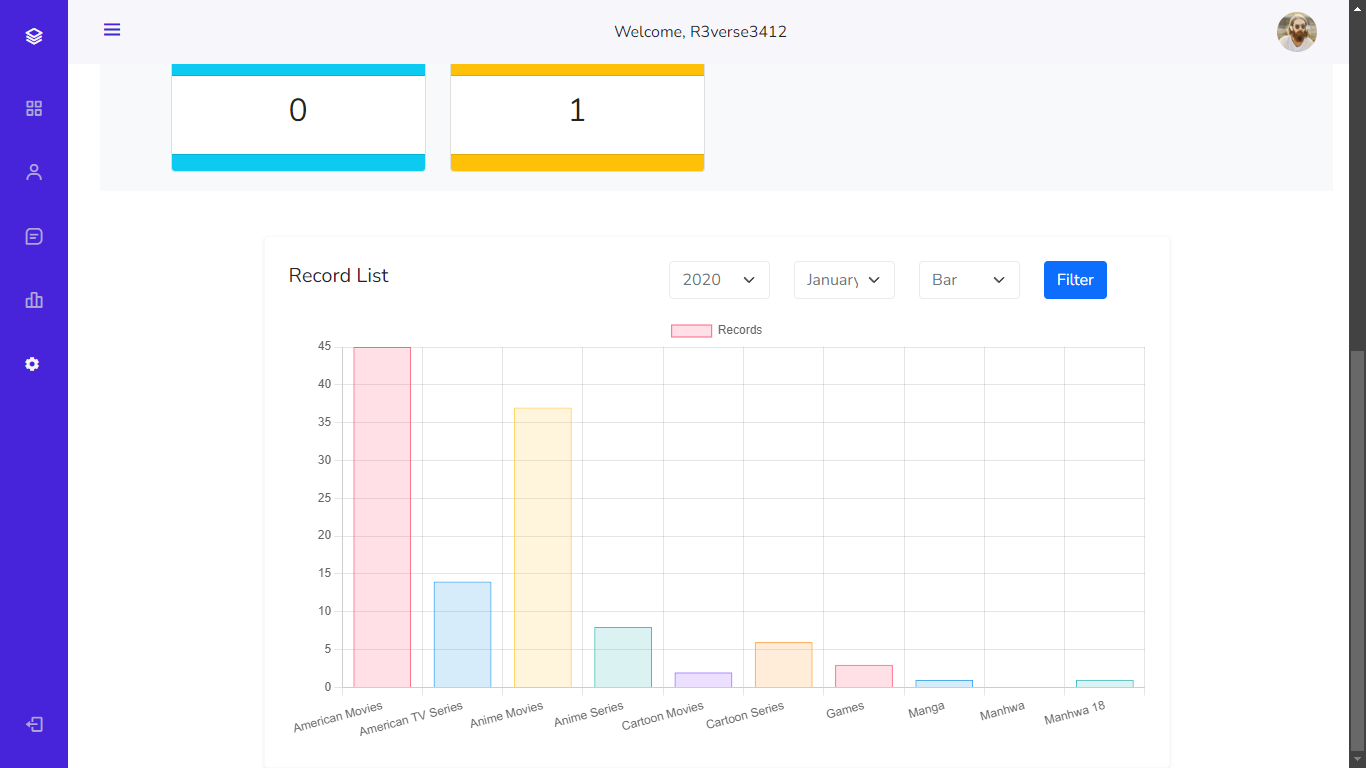 Welcome, R3verse3412
0
1
Record List
2020
January
Bar
Filter
Records
45
40
35
30
25
20
15
10
5
0
American Movies
American TV Series
Anime Movies
Anime Series
Cartoon Movies
Cartoon Series
Games
Manga
Manhwa
Manhwa 18